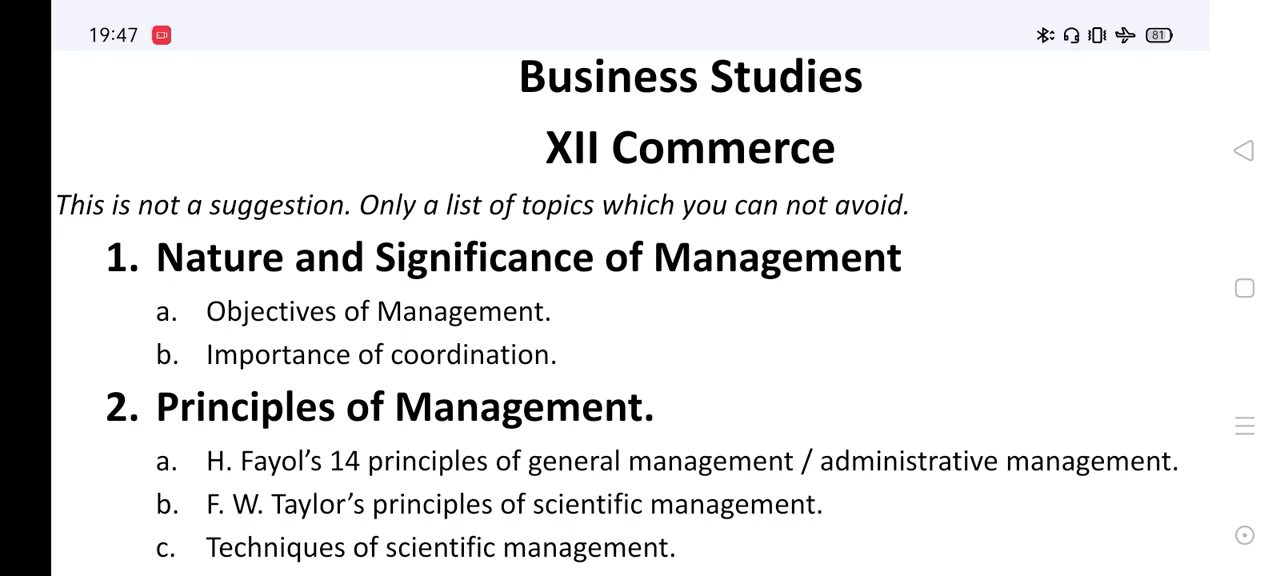 19:47
81
Business Studies
XII Commerce
This is not a suggestion. Only a list of topics which you can not avoid.
1. Nature and Significance of Management
a. Objectives of Management.
b. Importance of coordination.
2. Principles of Management.
a. H. Fayol’s 14 principles of general management / administrative management.
b. F. W. Taylor’s principles of scientific management.
c. Techniques of scientific management.